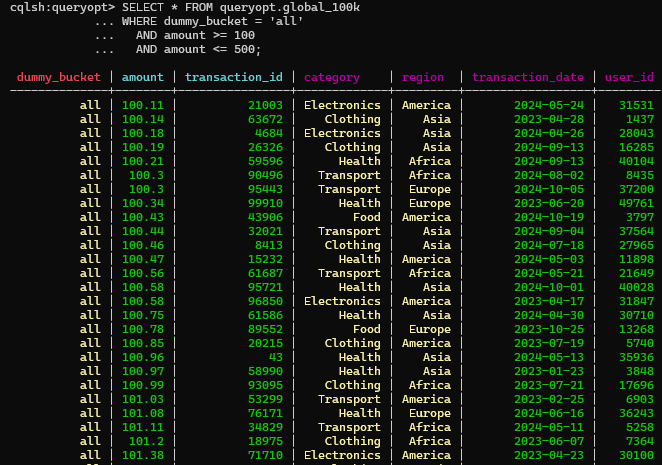 cqlsh:queryopt> SELECT * FROM queryopt.global_100k
... WHERE dummy_bucket = 'all'
... AND amount >= 100
... AND amount <= 500;
dummy_bucket | amount | transaction_id | category | region | transaction_date | user_id
all | 100.11 | 21003 | Electronics | America | 2024-05-24 | 31531
all | 100.14 | 63672 | Clothing | Asia | 2023-04-28 | 1437
all | 100.18 | 4684 | Electronics | Asia | 2024-04-26 | 28043
all | 100.19 | 26326 | Clothing | Asia | 2024-09-13 | 16285
all | 100.21 | 59596 | Health | Africa | 2024-09-13 | 40104
all | 100.3 | 90496 | Transport | Africa | 2024-08-02 | 8435
all | 100.3 | 95443 | Transport | Europe | 2024-10-05 | 37200
all | 100.34 | 99910 | Health | Europe | 2023-06-20 | 49761
all | 100.43 | 43906 | Food | America | 2024-10-19 | 3797
all | 100.44 | 32021 | Transport | Asia | 2024-09-04 | 37564
all | 100.46 | 8413 | Clothing | Asia | 2024-07-18 | 27965
all | 100.47 | 15232 | Health | America | 2024-05-03 | 11898
all | 100.56 | 61687 | Transport | Africa | 2024-05-21 | 21649
all | 100.58 | 95721 | Health | Asia | 2024-10-01 | 40028
all | 100.58 | 96850 | Electronics | America | 2023-04-17 | 31847
all | 100.75 | 61586 | Health | Asia | 2024-04-30 | 30710
all | 100.78 | 89552 | Food | Europe | 2023-10-25 | 13268
all | 100.85 | 20215 | Clothing | America | 2023-07-19 | 5740
all | 100.96 | 43 | Health | Asia | 2024-05-13 | 35936
all | 100.97 | 58990 | Health | Asia | 2023-01-23 | 3848
all | 100.99 | 93095 | Clothing | Africa | 2023-07-21 | 17696
all | 101.03 | 53299 | Transport | America | 2023-02-25 | 6903
all | 101.08 | 76171 | Health | Europe | 2024-06-16 | 36243
all | 101.11 | 34829 | Transport | Africa | 2024-05-11 | 5258
all | 101.2 | 18975 | Clothing | Africa | 2023-06-07 | 7364
all | 101.38 | 71710 | Electronics | America | 2023-04-23 | 30100